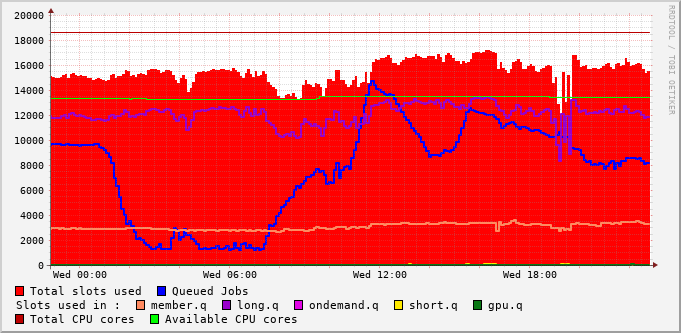 20000
18000
16000
14000
12000
10000
8000
6000
4000
2000
0
Wed 00:00 Wed 06:00 Wed 12:00 Wed 18:00
RRDTOOL / TOBI OETIKER
Total slots used Queued Jobs
Slots used in : member.q long.q ondemand.q short.q gpu.q
Total CPU cores Available CPU cores